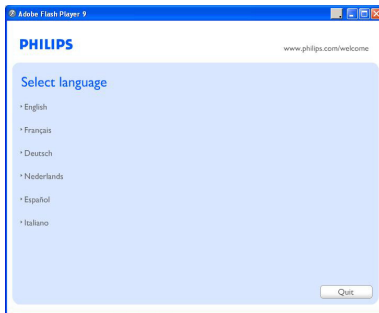 Adobe Flash Player 9
PHILIPS
www.philips.com/welcome
Select language
English
Français
Deutsch
Nederlands
Español
Italiano
Quit